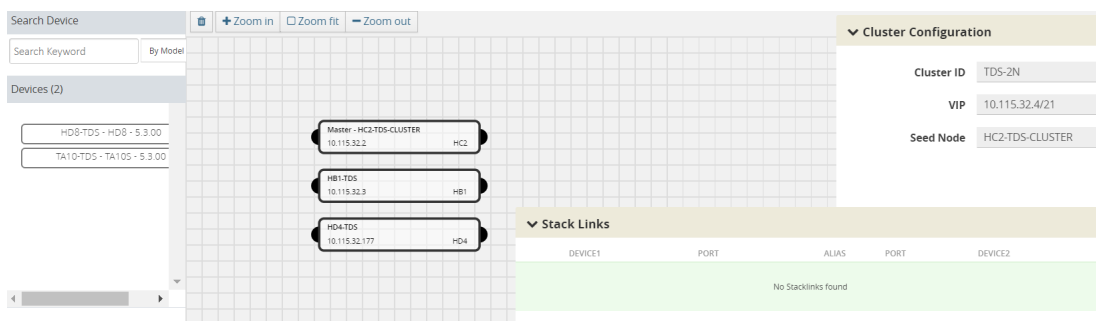 Search Device
Search Keyword
By Model
Devices (2)
HD8-TDS - HD8 - 5.3.00
TA10-TDS - TA10S - 5.3.00
Zoom in
Zoom fit
Zoom out
Master - HC2-TDS-CLUSTER
10.115.32.2 HC2
HB1-TDS
10.115.32.3 HB1
HD4-TDS
10.115.32.177 HD4
Cluster Configuration
Cluster ID TDS-2N
VIP 10.115.32.4/21
Seed Node HC2-TDS-CLUSTER
Stack Links
DEVICE1 PORT ALIAS PORT DEVICE2
No Stacklinks found